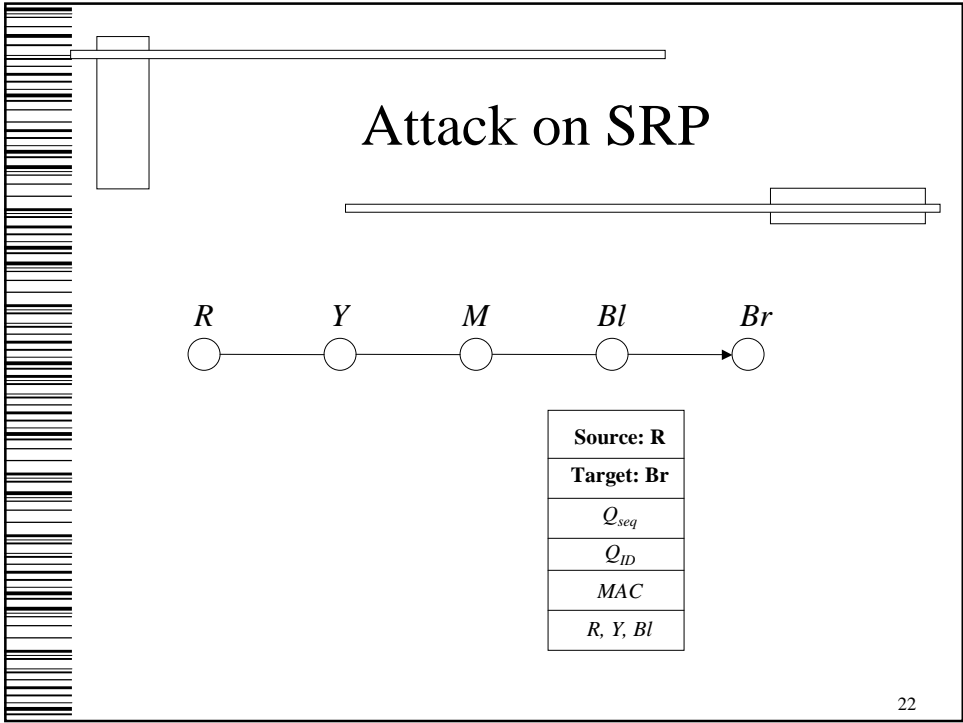 Attack on SRP
R Y M Bl Br
Source: R
Target: Br
Qseq
QID
MAC
R, Y, Bl
22